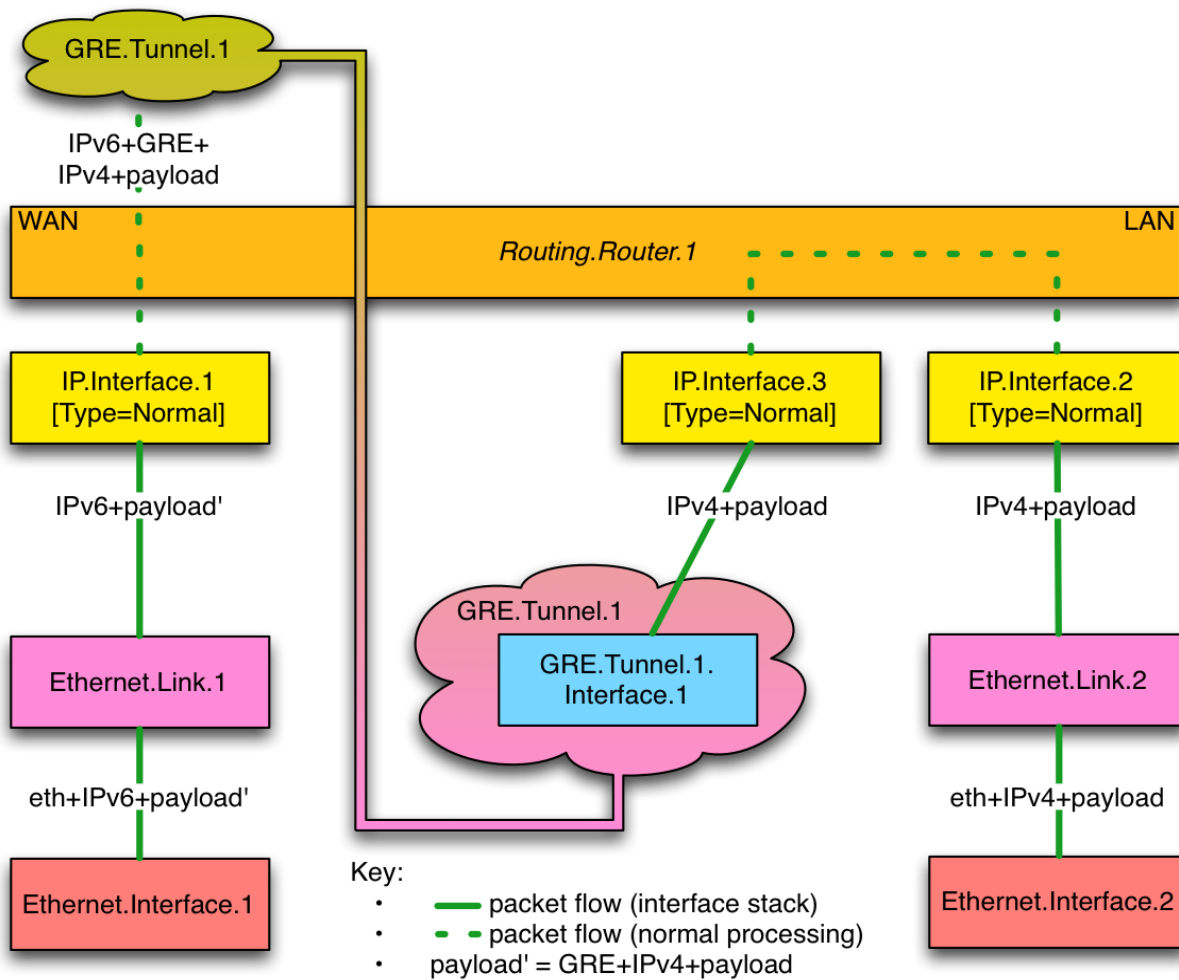 GRE.Tunnel.1
IPv6+GRE+
IPv4+payload
WAN
Routing.Router.1
LAN
IP.Interface.1
[Type=Normal]
IP.Interface.3
[Type=Normal]
IP.Interface.2
[Type=Normal]
IPv6+payload'
IPv4+payload
IPv4+payload
GRE.Tunnel.1
GRE.Tunnel.1.
Interface.1
Ethernet.Link.1
Ethernet.Link.2
eth+IPv6+payload'
eth+IPv4+payload
Ethernet.Interface.1
Ethernet.Interface.2
Key:
• packet flow (interface stack)
• packet flow (normal processing)
• payload' = GRE+IPv4+payload